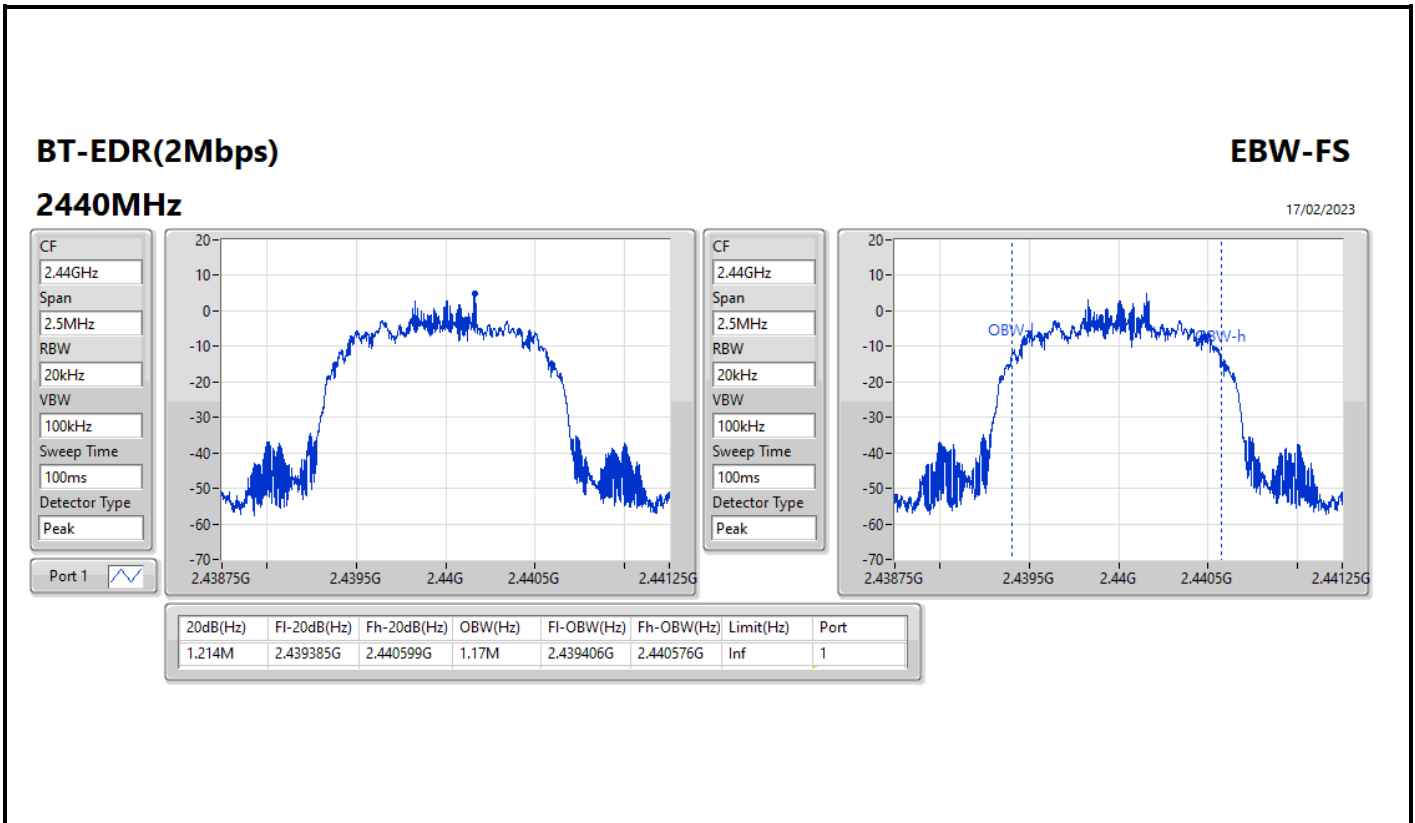 BT-EDR(2Mbps)
EBW-FS
2440MHz
17/02/2023
CF
2.44GHz
Span
2.5MHz
RBW
20kHz
VBW
100kHz
Sweep Time
100ms
Detector Type
Peak
Port 1
20
10
0
-10
-20
-30
-40
-50
-60
-70
2.43875G 2.4395G 2.44G 2.4405G 2.44125G
CF
2.44GHz
Span
2.5MHz
RBW
20kHz
VBW
100kHz
Sweep Time
100ms
Detector Type
Peak
20
10
0
-10
-20
-30
-40
-50
-60
-70
OBW-l
OBW-h
2.43875G 2.4395G 2.44G 2.4405G 2.44125G
20dB(Hz) Fl-20dB(Hz) Fh-20dB(Hz) OBW(Hz) Fl-OBW(Hz) Fh-OBW(Hz) Limit(Hz) Port
1.214M 2.439385G 2.440599G 1.17M 2.439406G 2.440576G Inf 1